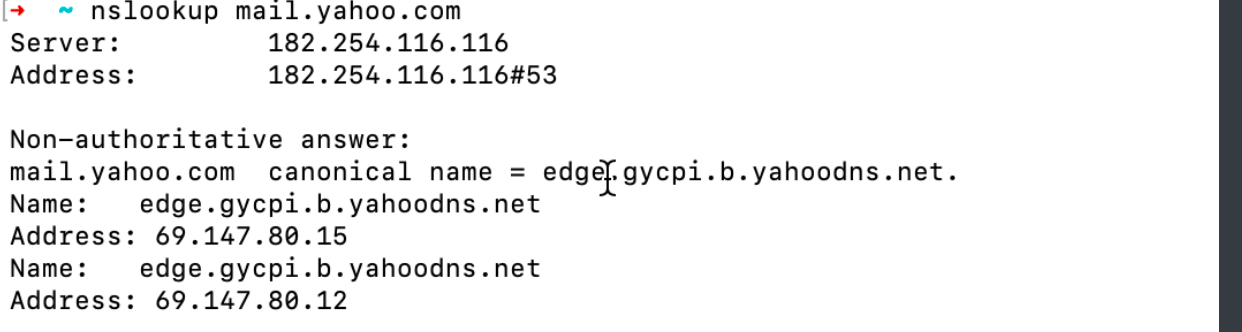 [→ ~ nslookup mail.yahoo.com
Server: 182.254.116.116
Address: 182.254.116.116#53
Non-authoritative answer:
mail.yahoo.com canonical name = edge.gycpi.b.yahoodns.net.
Name: edge.gycpi.b.yahoodns.net
Address: 69.147.80.15
Name: edge.gycpi.b.yahoodns.net
Address: 69.147.80.12